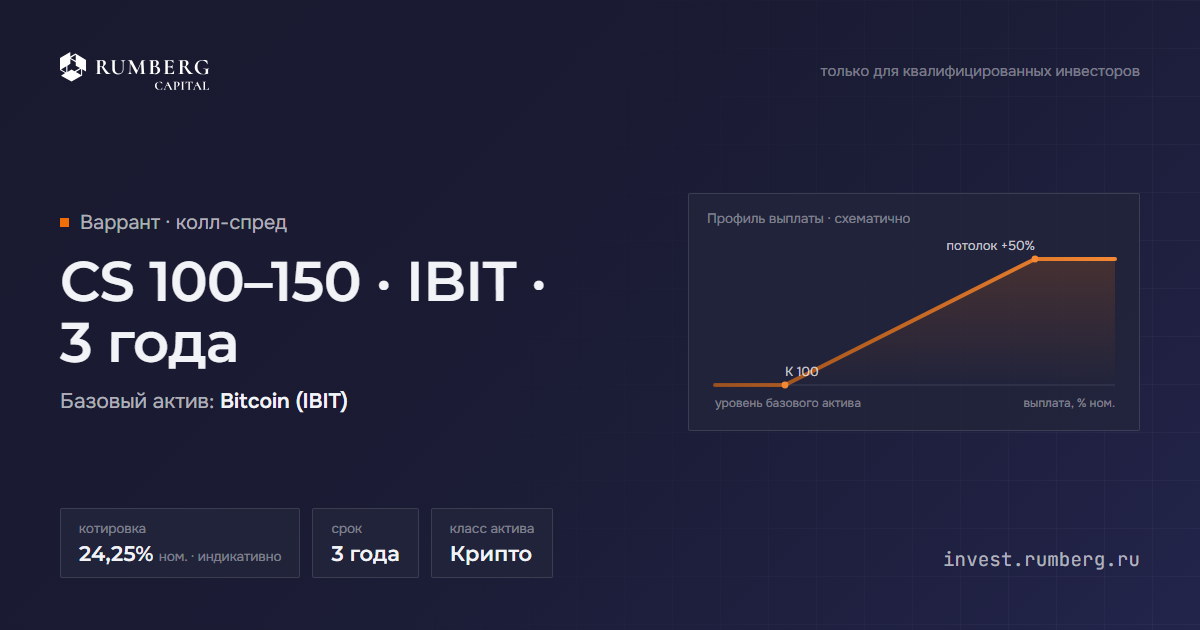 RUMBERG
CAPITAL
только для квалифицированных инвесторов
Варрант · колл-спред
CS 100–150 · IBIT ·
3 года
Базовый актив: Bitcoin (IBIT)
Профиль выплаты · схематично
потолок +50%
К 100
уровень базового актива
выплата, % ном.
котировка
24,25% ном. · индикативно
срок
3 года
класс актива
Крипто
invest.rumberg.ru